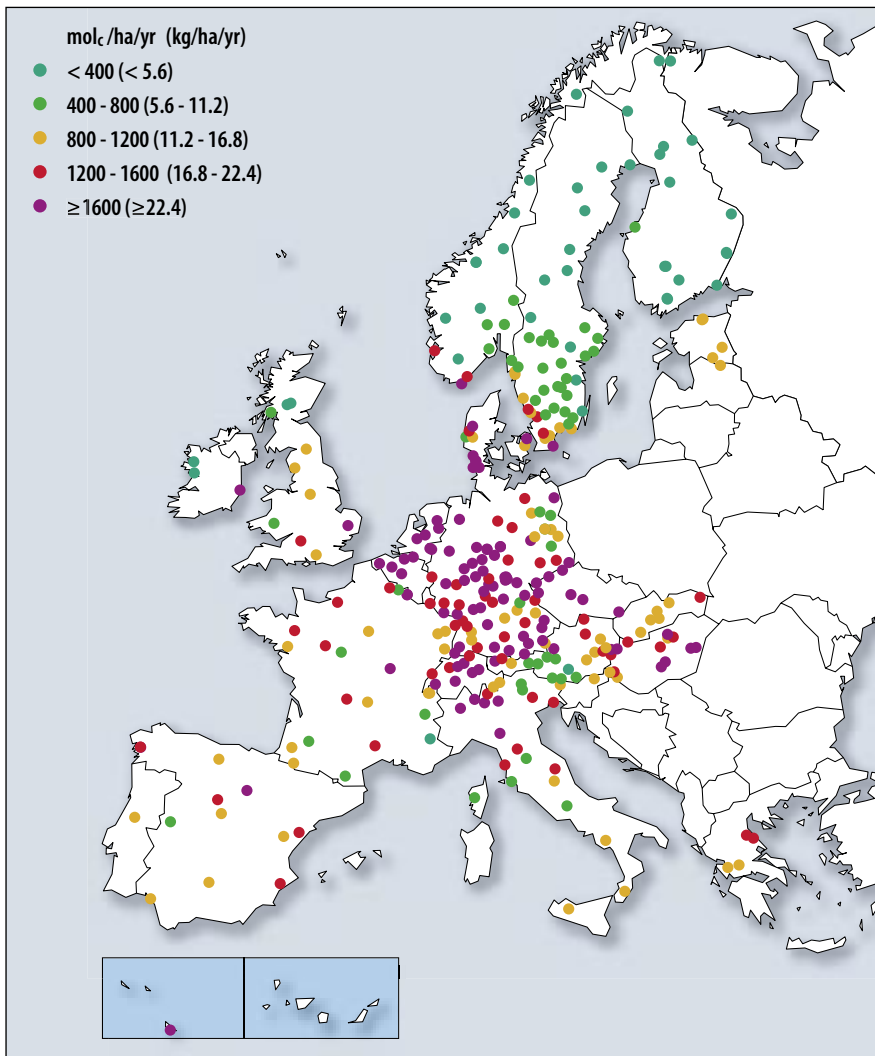 molc /ha/yr (kg/ha/yr)
< 400 (< 5.6)
400 - 800 (5.6 - 11.2)
800 - 1200 (11.2 - 16.8)
1200 - 1600 (16.8 - 22.4)
≥1600 (≥22.4)